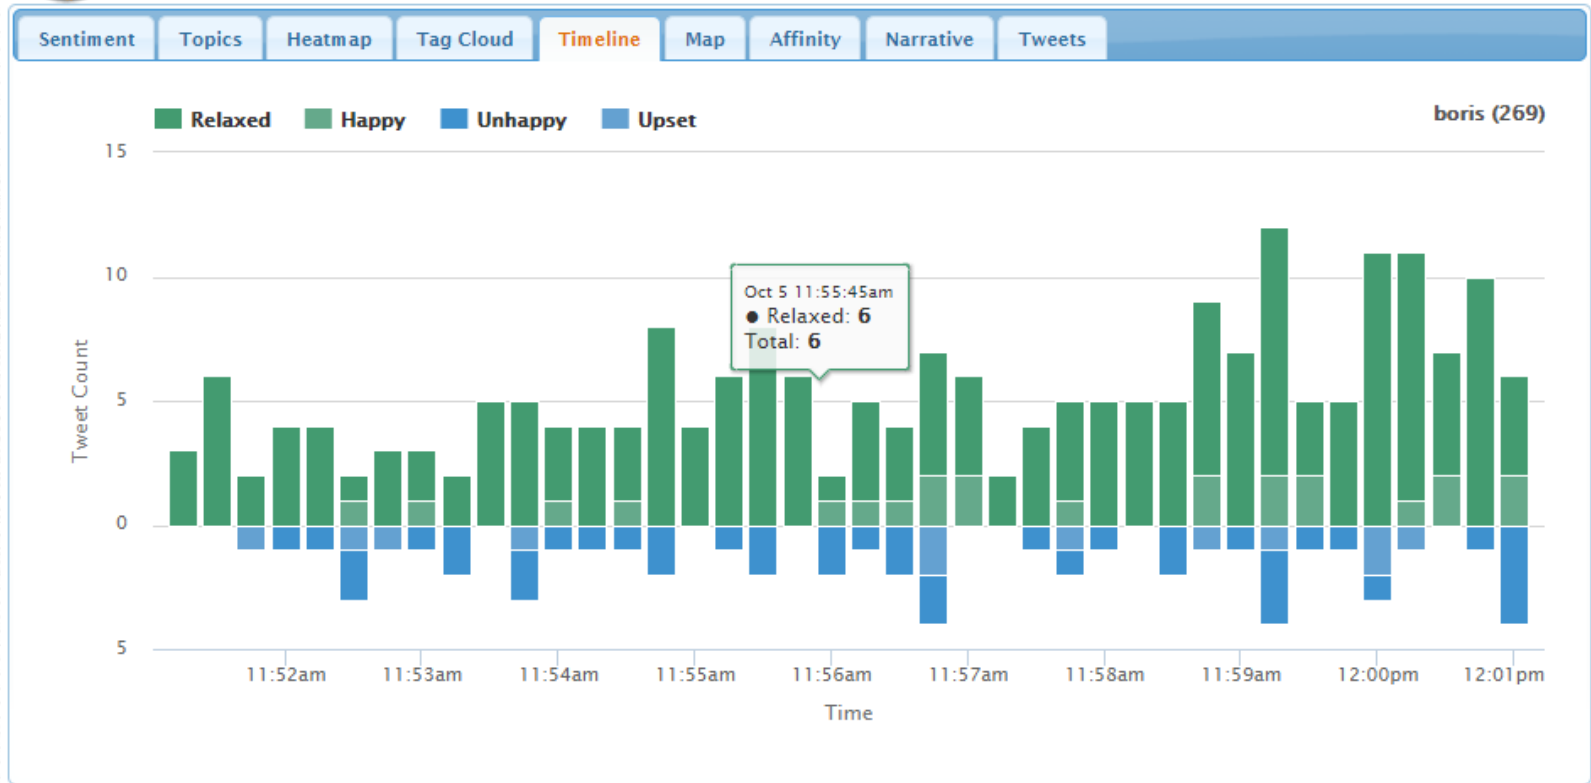 Sentiment Topics Heatmap Tag Cloud Timeline Map Affinity Narrative Tweets
Relaxed Happy Unhappy Upset
boris (269)
15
10
5
0
5
Tweet Count
Oct 5 11:55:45am
● Relaxed: 6
Total: 6
11:52am 11:53am 11:54am 11:55am 11:56am 11:57am 11:58am 11:59am 12:00pm 12:01pm
Time